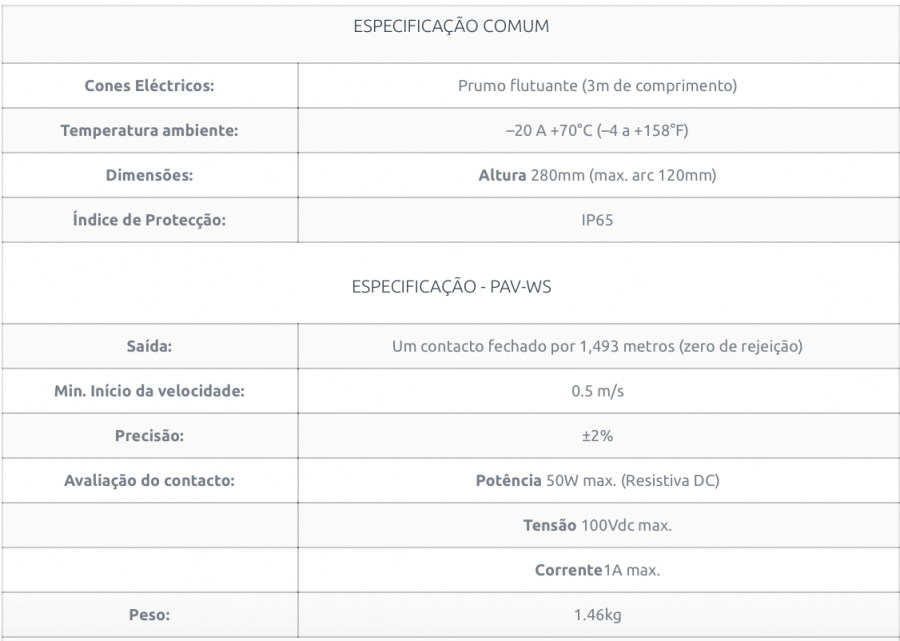 ESPECIFICAÇÃO COMUM
Cones Eléctricos: Prumo flutuante (3m de comprimento)
Temperatura ambiente: –20 A +70°C (–4 a +158°F)
Dimensões: Altura 280mm (max. arc 120mm)
Índice de Protecção: IP65
ESPECIFICAÇÃO - PAV-WS
Saída: Um contacto fechado por 1,493 metros (zero de rejeição)
Min. Início da velocidade: 0.5 m/s
Precisão: ±2%
Avaliação do contacto: Potência 50W max. (Resistiva DC)
Tensão 100Vdc max.
Corrente1A max.
Peso: 1.46kg